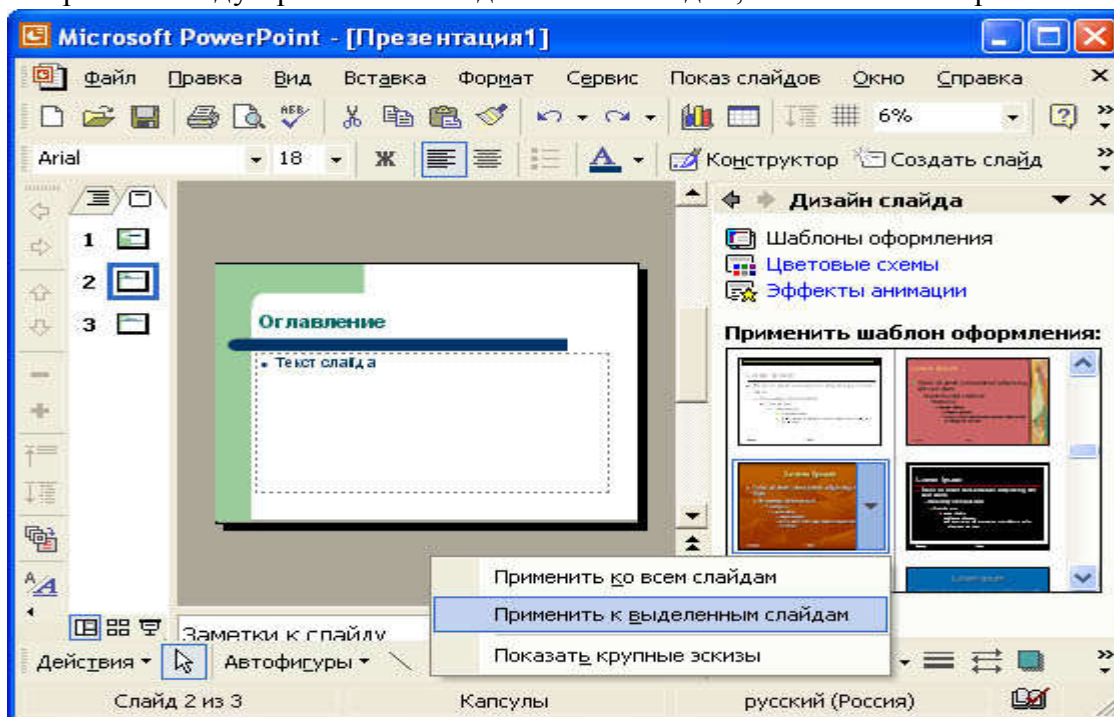 Microsoft PowerPoint - [Презентация1]
Файл Правка Вид Вставка Формат Сервис Показ слайдов Окно Справка
6%
Arial 18 Ж Конструктор Создать слайд
Дизайн слайда
1
2
3
Шаблоны оформления
Цветовые схемы
Эффекты анимации
Применить шаблон оформления:
Оглавление
Текст слайда
Применить ко всем слайдам
Применить к выделенным слайдам
Показать крупные эскизы
Заметки к слайду
Действия Автофигуры
Слайд 2 из 3 Капсулы русский (Россия)